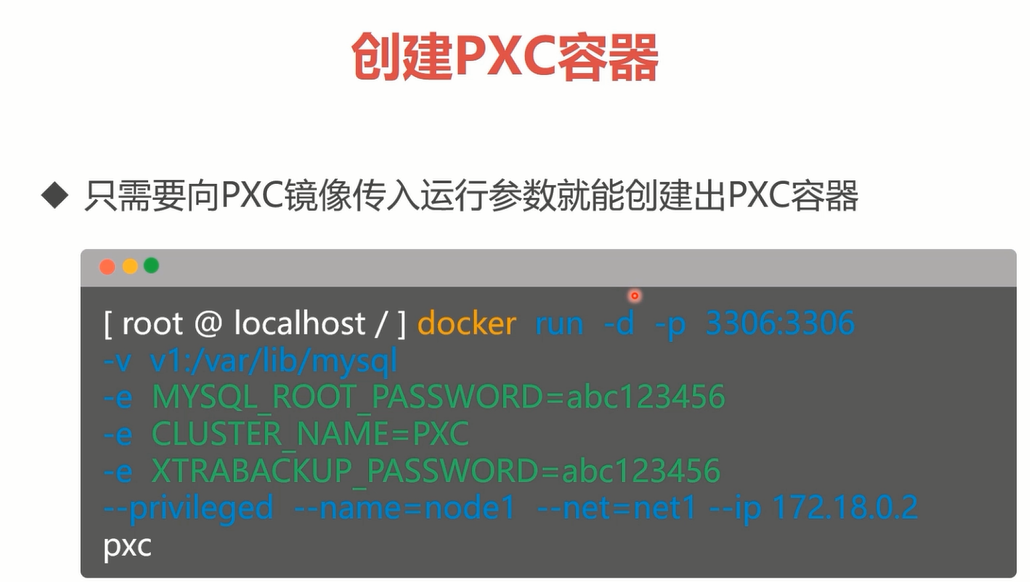 创建PXC容器
◆ 只需要向PXC镜像传入运行参数就能创建出PXC容器
[ root @ localhost / ] docker run -d -p 3306:3306
-v v1:/var/lib/mysql
-e MYSQL_ROOT_PASSWORD=abc123456
-e CLUSTER_NAME=PXC
-e XTRABACKUP_PASSWORD=abc123456
--privileged --name=node1 --net=net1 --ip 172.18.0.2
pxc